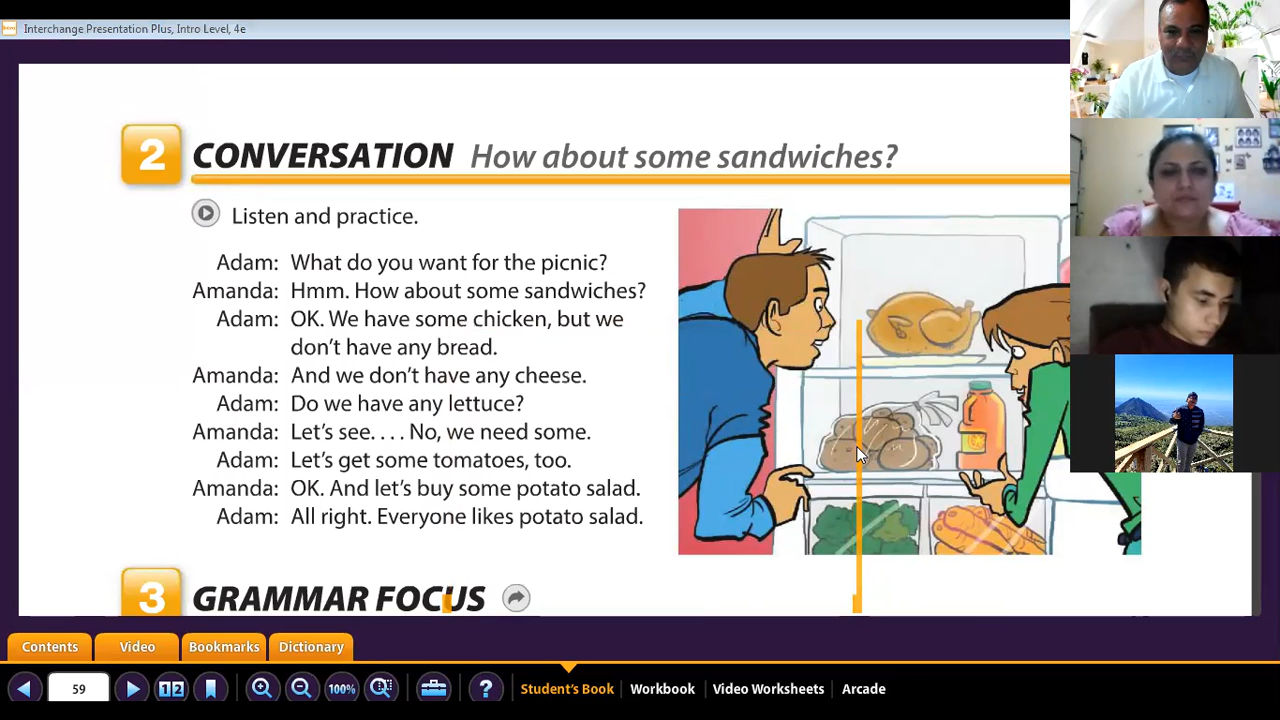 Interchange Presentation Plus, Intro Level, 4e
2 CONVERSATION How about some sandwiches?
Listen and practice.
Adam: What do you want for the picnic?
Amanda: Hmm. How about some sandwiches?
Adam: OK. We have some chicken, but we
don't have any bread.
Amanda: And we don't have any cheese.
Adam: Do we have any lettuce?
Amanda: Let's see. . . . No, we need some.
Adam: Let's get some tomatoes, too.
Amanda: OK. And let's buy some potato salad.
Adam: All right. Everyone likes potato salad.
3 GRAMMAR FOCUS
Contents Video Bookmarks Dictionary
59 12 100% ? Student's Book Workbook Video Worksheets Arcade